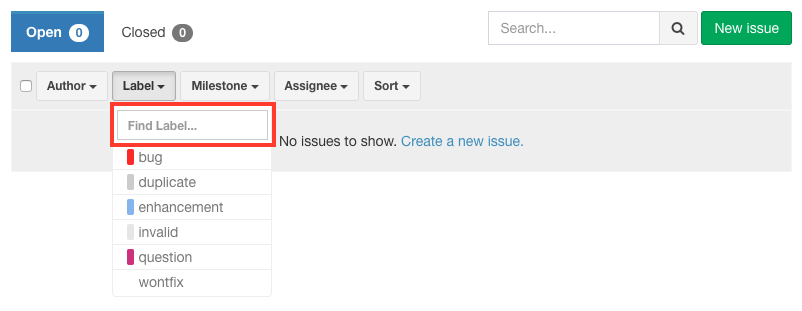 Open 0 Closed 0 Search... New issue
Author Label Milestone Assignee Sort
Find Label...
No issues to show. Create a new issue.
bug
duplicate
enhancement
invalid
question
wontfix